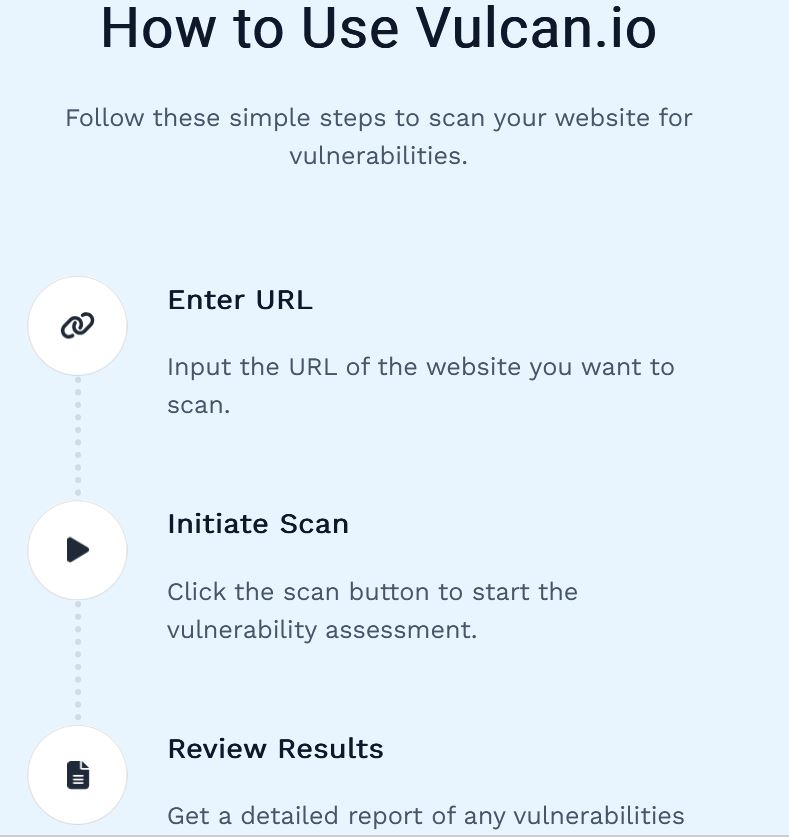 How to Use Vulcan.io
Follow these simple steps to scan your website for
vulnerabilities.
Enter URL
Input the URL of the website you want to
scan.
Initiate Scan
Click the scan button to start the
vulnerability assessment.
Review Results
Get a detailed report of any vulnerabilities